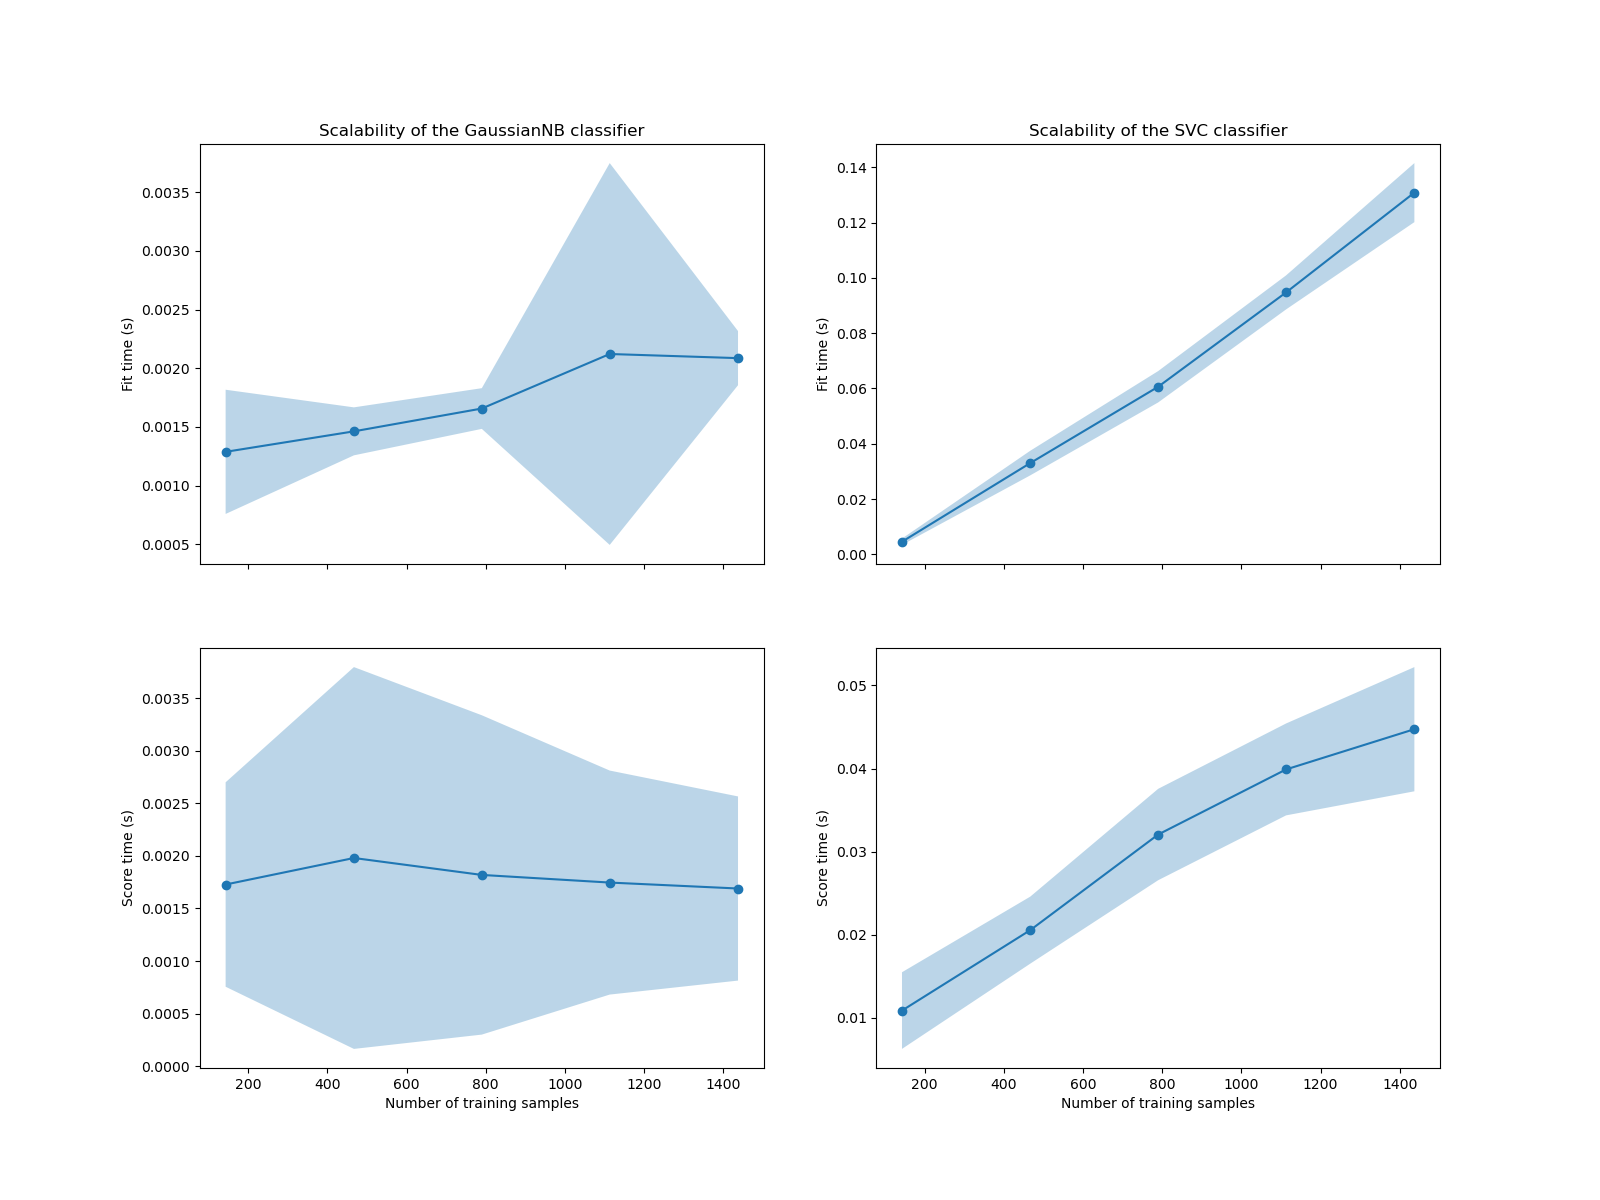 Scalability of the GaussianNB classifier
Fit time (s)
0.0035
0.0030
0.0025
0.0020
0.0015
0.0010
0.0005
Scalability of the SVC classifier
Fit time (s)
0.14
0.12
0.10
0.08
0.06
0.04
0.02
0.00
Score time (s)
0.0035
0.0030
0.0025
0.0020
0.0015
0.0010
0.0005
0.0000
200 400 600 800 1000 1200 1400
Number of training samples
Score time (s)
0.05
0.04
0.03
0.02
0.01
200 400 600 800 1000 1200 1400
Number of training samples